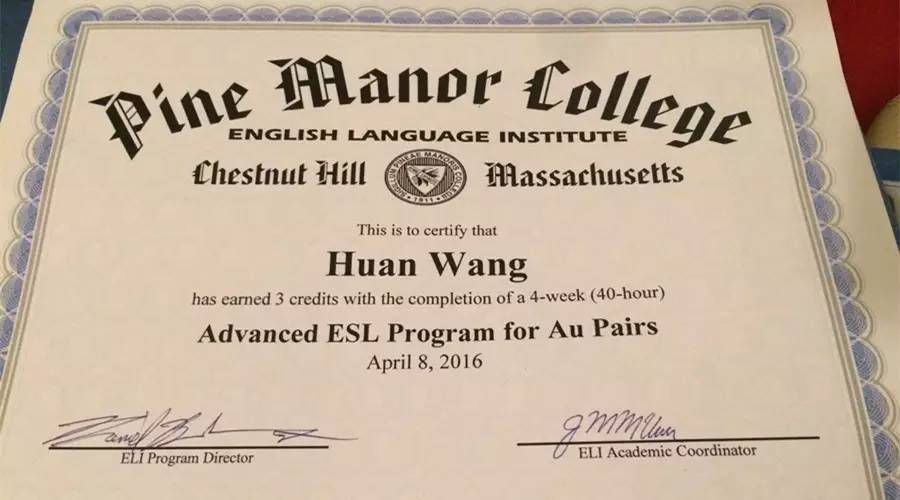 Pine Manor College
ENGLISH LANGUAGE INSTITUTE
Chestnut Hill Massachusetts
1911
This is to certify that
Huan Wang
has earned 3 credits with the completion of a 4-week (40-hour)
Advanced ESL Program for Au Pairs
April 8, 2016
ELI Program Director
ELI Academic Coordinator